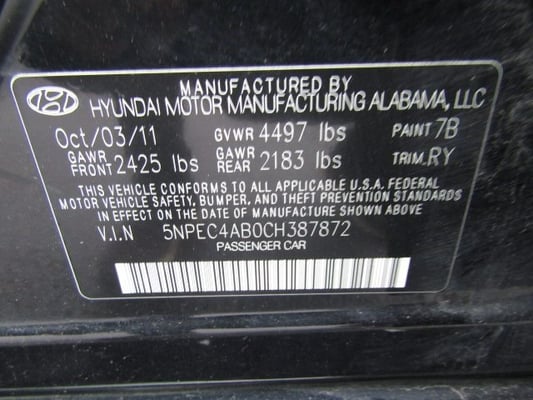 MANUFACTURED BY
HYUNDAI MOTOR MANUFACTURING ALABAMA, LLC
Oct/03/11 GVWR 4497 lbs PAINT 7B
GAWR FRONT 2425 lbs GAWR REAR 2183 lbs TRIM RY
THIS VEHICLE CONFORMS TO ALL APPLICABLE U.S.A. FEDERAL
MOTOR VEHICLE SAFETY, BUMPER, AND THEFT PREVENTION STANDARDS
IN EFFECT ON THE DATE OF MANUFACTURE SHOWN ABOVE
V.I.N 5NPEC4AB0CH387872
PASSENGER CAR